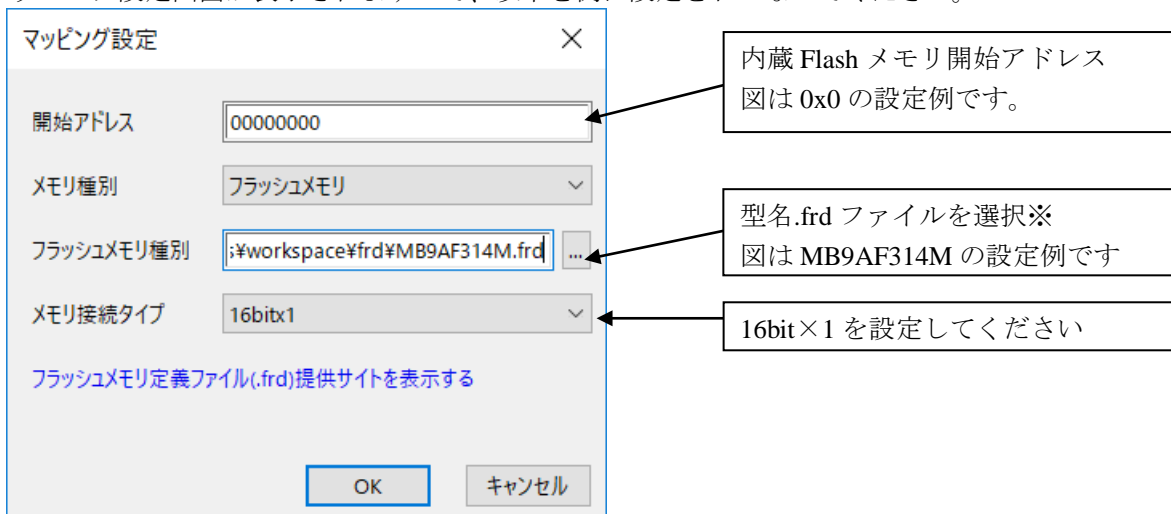 マッピング設定
内蔵 Flash メモリ開始アドレス
図は 0x0 の設定例です。
開始アドレス 00000000
メモリ種別 フラッシュメモリ
型名.frd ファイルを選択※
図は MB9AF314M の設定例です
フラッシュメモリ種別 s¥workspace¥frd¥MB9AF314M.frd ...
メモリ接続タイプ 16bitx1
16bit×1 を設定してください
フラッシュメモリ定義ファイル(.frd)提供サイトを表示する
OK キャンセル